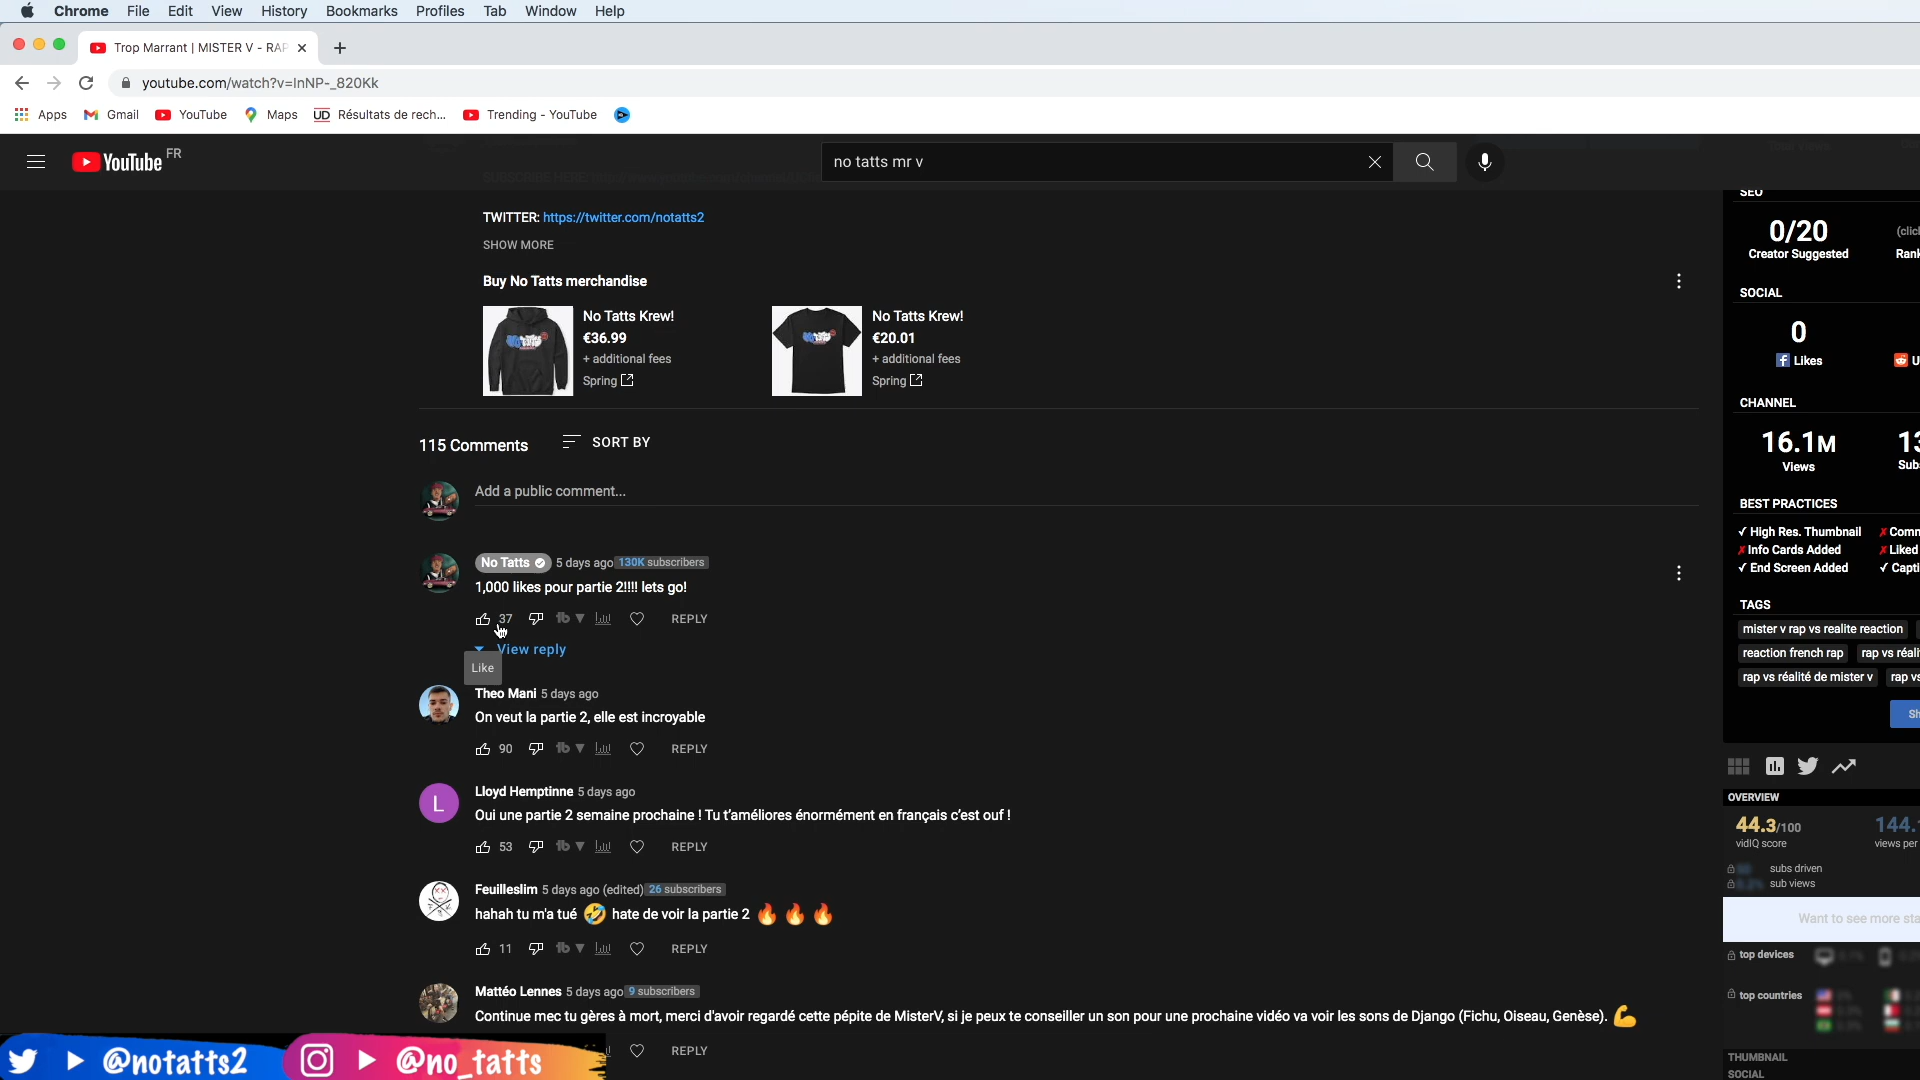 Chrome File Edit View History Bookmarks Profiles Tab Window Help
Trop Marrant | MISTER V - RAP
youtube.com/watch?v=InNP-_820Kk
Apps Gmail YouTube Maps UD Résultats de rech... Trending - YouTube
YouTube FR
no tatts mr v
TWITTER: https://twitter.com/notatts2
SHOW MORE
Buy No Tatts merchandise
No Tatts Krew!
€36.99
+ additional fees
Spring
No Tatts Krew!
€20.01
+ additional fees
Spring
115 Comments SORT BY
Add a public comment...
No Tatts 5 days ago 130K subscribers
1,000 likes pour partie 2!!!! lets go!
37 REPLY
View reply
Like
Theo Mani 5 days ago
On veut la partie 2, elle est incroyable
90 REPLY
Lloyd Hemptinne 5 days ago
L
Oui une partie 2 semaine prochaine ! Tu t'améliores énormément en français c'est ouf !
53 REPLY
Feuilleslim 5 days ago (edited) 26 subscribers
hahah tu m'a tué 🤣 hate de voir la partie 2 🔥 🔥 🔥
11 REPLY
Mattéo Lennes 5 days ago 9 subscribers
Continue mec tu gères à mort, merci d'avoir regardé cette pépite de MisterV, si je peux te conseiller un son pour une prochaine vidéo va voir les sons de Django (Fichu, Oiseau, Genèse). 💪
REPLY
@notatts2 @no_tatts
SEO
0/20
Creator Suggested
SOCIAL
0
Likes
CHANNEL
16.1M
Views
BEST PRACTICES
✓ High Res. Thumbnail
✗ Info Cards Added
✓ End Screen Added
TAGS
mister v rap vs realite reaction
reaction french rap
rap vs réalité de mister v
OVERVIEW
44.3/100
vidIQ score
144.
views per
subs driven
sub views
Want to see more
top devices
top countries
THUMBNAIL
SOCIAL